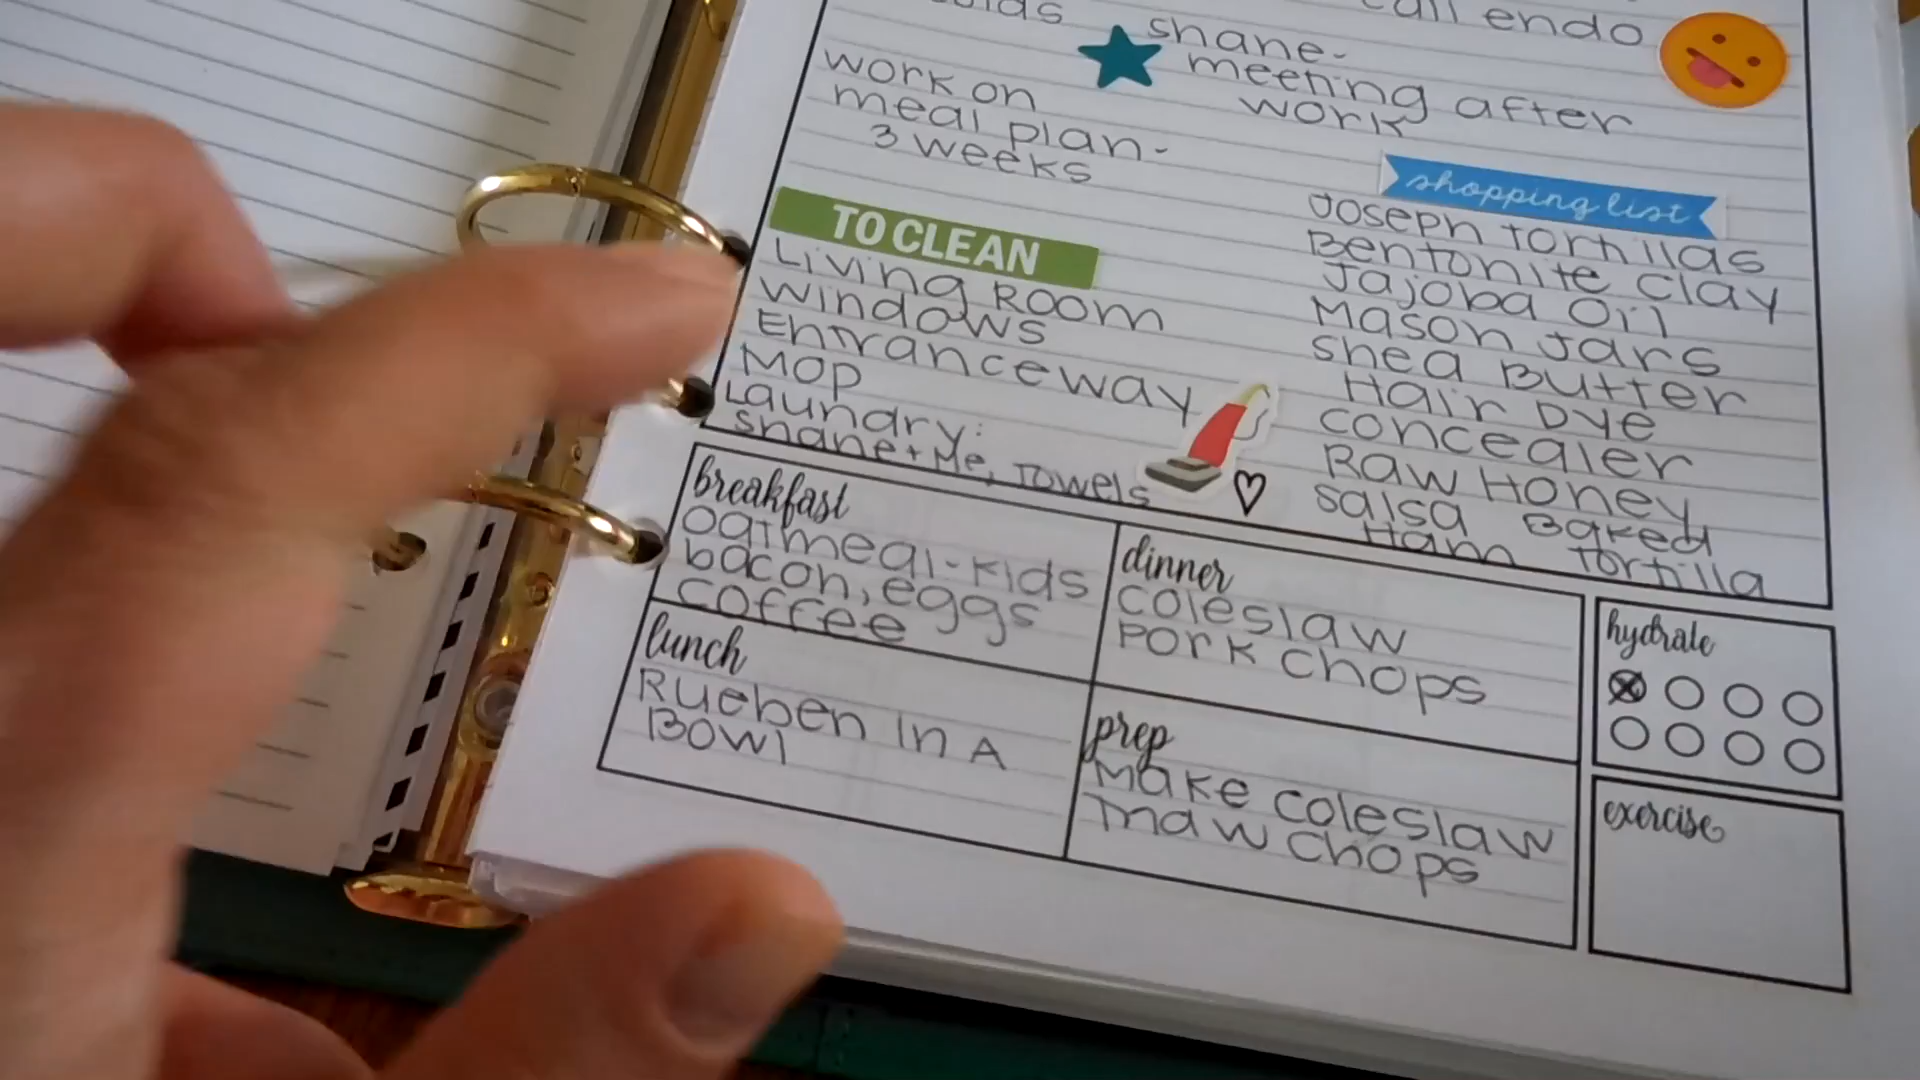 call endo
shane-
meeting after
work
work on
meal plan-
3 weeks
TO CLEAN
Living Room
Windows
Entranceway
Mop
Laundry:
Shane + Me, Towels
shopping list
Joseph Tortillas
Bentonite Clay
Jajoba Oil
Mason Jars
Shea Butter
Hair Dye
Concealer
Raw Honey
Salsa Baked
Ham Tortilla
breakfast
oatmeal-kids
bacon, eggs
coffee
lunch
Rueben In A
Bowl
dinner
coleslaw
Pork Chops
prep
Make Coleslaw
Thaw Chops
hydrate
exercise